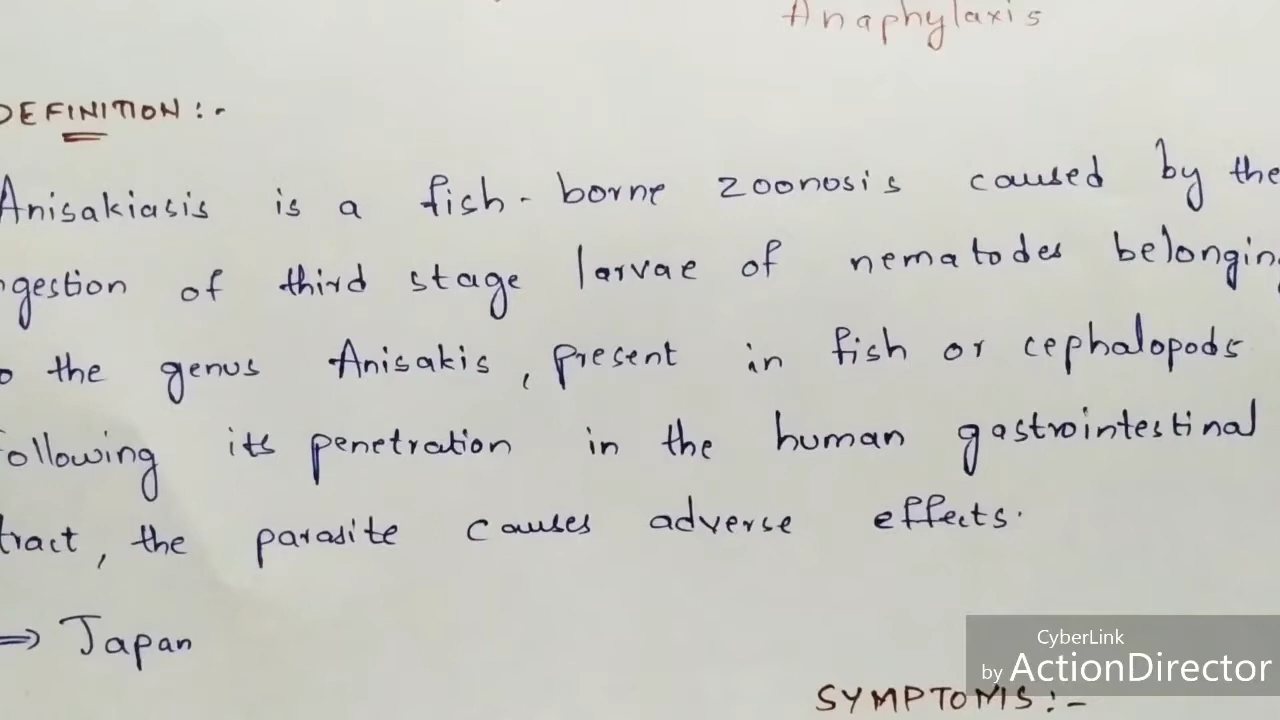 Anaphylaxis
DEFINITION :-
Anisakiasis is a fish-borne zoonosis caused by the
ngestion of third stage larvae of nematodes belonging
o the genus Anisakis, present in fish or cephalopods
following its penetration in the human gastrointestinal
tract, the parasite causes adverse effects.
⇒ Japan
CyberLink
by ActionDirector
SYMPTOMS :-